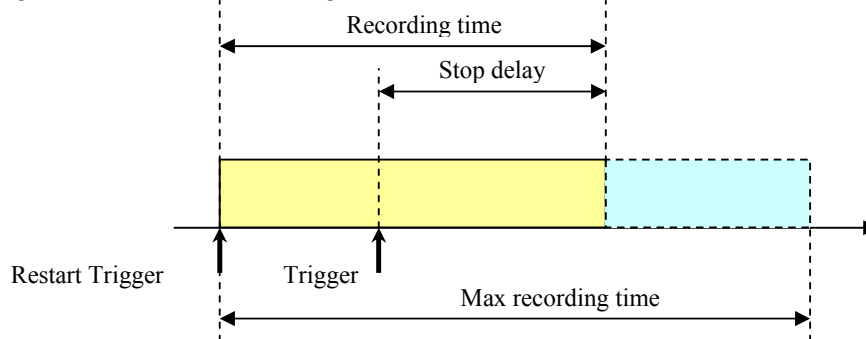 Recording time
Stop delay
Restart Trigger
Trigger
Max recording time